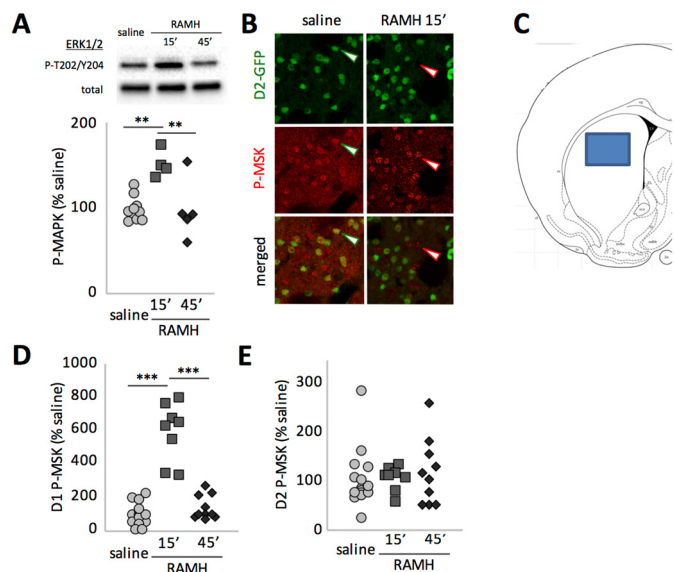 A
saline
RAMH
15’
45’
ERK1/2
P-T202/Y204
total
P-MAPK (% saline)
200
100
0
**
**
saline
15’
45’
RAMH
B
saline
RAMH 15’
D2-GFP
P-MSK
merged
C
D
D1 P-MSK (% saline)
1000
800
600
400
200
0
***
***
saline
15’
45’
RAMH
E
D2 P-MSK (% saline)
300
200
100
0
saline
15’
45’
RAMH